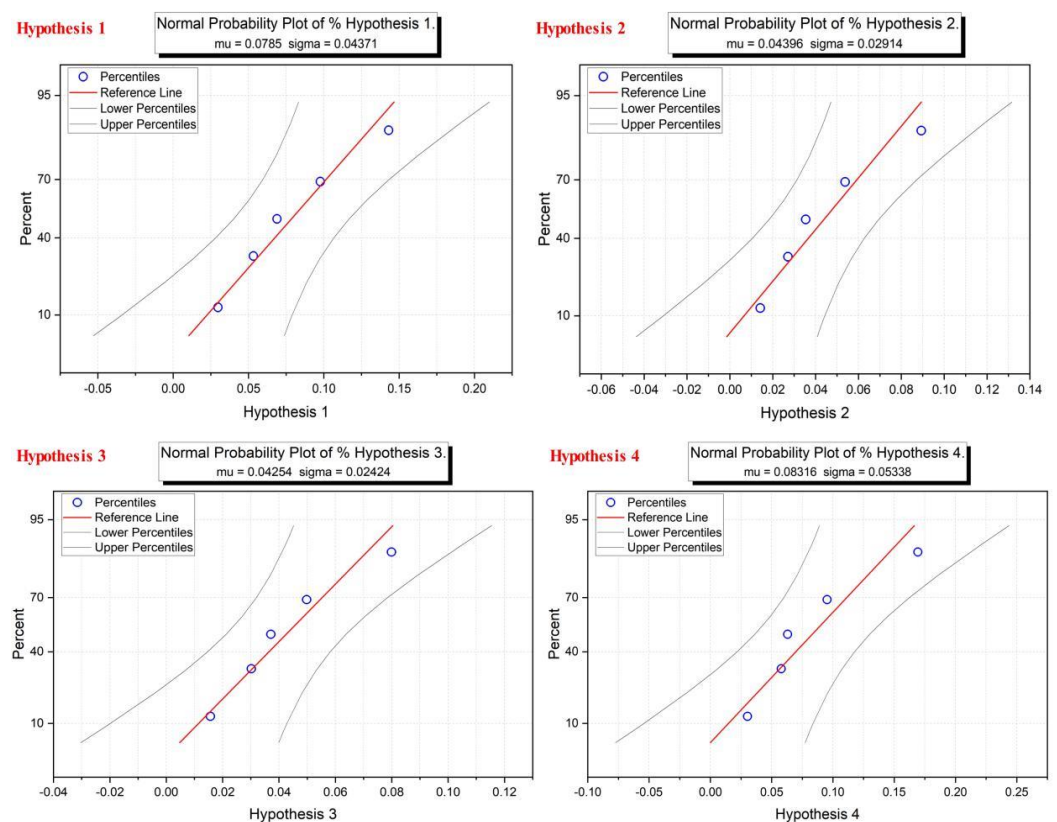 Hypothesis 1
Normal Probability Plot of % Hypothesis 1.
mu = 0.0785 sigma = 0.04371
Percentiles
Reference Line
Lower Percentiles
Upper Percentiles
95
70
40
10
Percent
-0.05 0.00 0.05 0.10 0.15 0.20
Hypothesis 1
Hypothesis 2
Normal Probability Plot of % Hypothesis 2.
mu = 0.04396 sigma = 0.02914
Percentiles
Reference Line
Lower Percentiles
Upper Percentiles
95
70
40
10
Percent
-0.06 -0.04 -0.02 0.00 0.02 0.04 0.06 0.08 0.10 0.12 0.14
Hypothesis 2
Hypothesis 3
Normal Probability Plot of % Hypothesis 3.
mu = 0.04254 sigma = 0.02424
Percentiles
Reference Line
Lower Percentiles
Upper Percentiles
95
70
40
10
Percent
-0.04 -0.02 0.00 0.02 0.04 0.06 0.08 0.10 0.12
Hypothesis 3
Hypothesis 4
Normal Probability Plot of % Hypothesis 4.
mu = 0.08316 sigma = 0.05338
Percentiles
Reference Line
Lower Percentiles
Upper Percentiles
95
70
40
10
Percent
-0.10 -0.05 0.00 0.05 0.10 0.15 0.20 0.25
Hypothesis 4